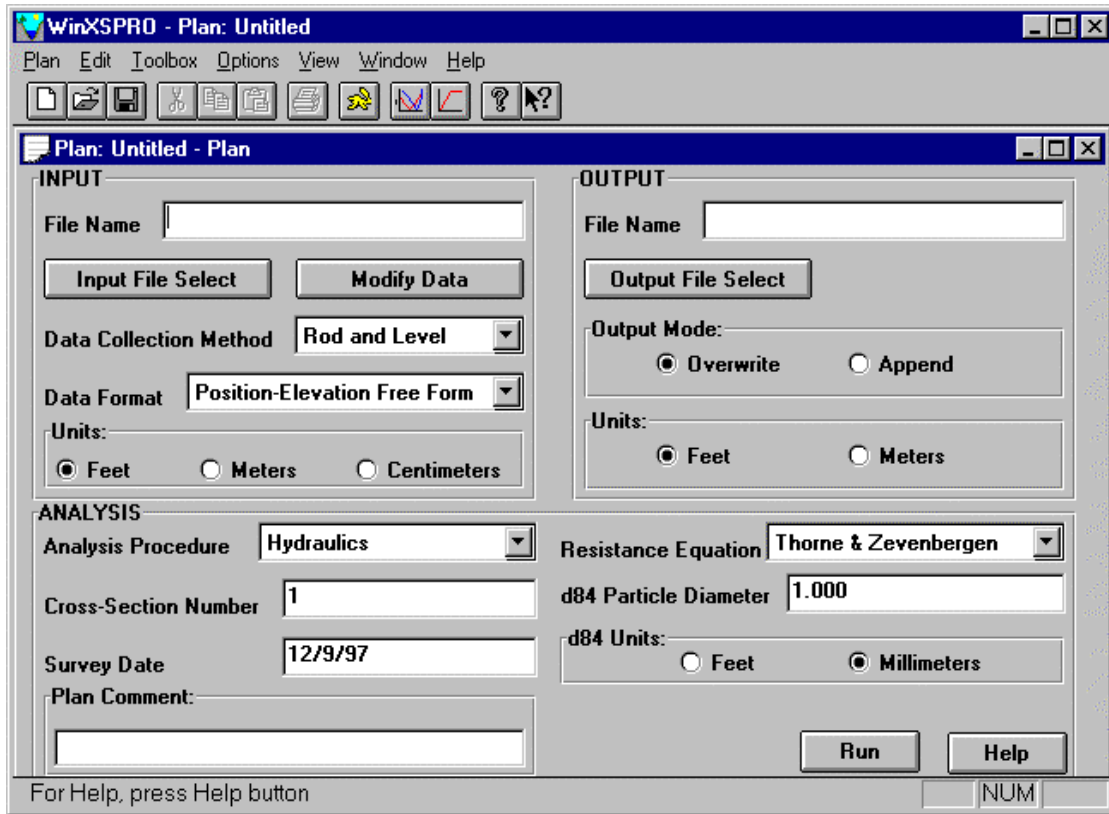 WinXSPRO - Plan: Untitled
Plan Edit Toolbox Options View Window Help
Plan: Untitled - Plan
INPUT
File Name
Input File Select Modify Data
Data Collection Method Rod and Level
Data Format Position-Elevation Free Form
Units:
Feet Meters Centimeters
OUTPUT
File Name
Output File Select
Output Mode:
Overwrite Append
Units:
Feet Meters
ANALYSIS
Analysis Procedure Hydraulics
Cross-Section Number 1
Survey Date 12/9/97
Plan Comment:
Resistance Equation Thorne & Zevenbergen
d84 Particle Diameter 1.000
d84 Units:
Feet Millimeters
Run Help
For Help, press Help button NUM